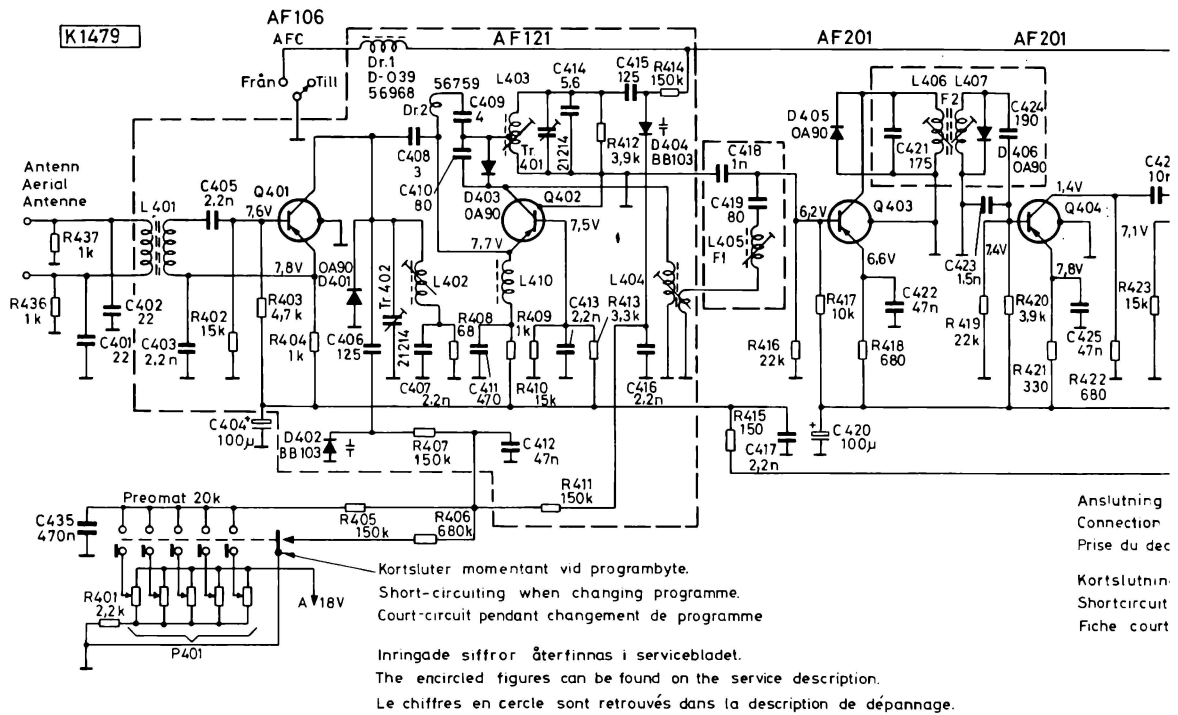 K1479
AF106
AFC
AF121
AF201
AF201
Från
Till
Dr.1
D-039
56968
56759
Dr.2
C409
4
L403
C414
5,6
C415
125
R414
150k
L406
L407
F2
D405
OA90
C421
175
C424
190
D406
OA90
C408
3
C410
80
D403
OA90
Tr.
401
21214
R412
3,9k
D404
BB103
C418
1n
C419
80
L405
F1
Antenn
Aerial
Antenne
L401
C405
2,2n
7,6V
Q401
Q402
7,5V
7,7V
6,2V
Q403
6,6V
1,4V
Q404
7,4V
7,8V
7,1V
C42
10n
R437
1k
R436
1k
C402
22
C401
22
C403
2,2n
R402
15k
7,8V
R403
4,7k
R404
1k
OA90
D401
Tr 402
21214
C406
125
L402
L410
L404
C407
2,2n
R408
68
C411
470
R409
1k
R410
15k
C413
2,2n
R413
3,3k
C416
2,2n
R416
22k
R417
10k
R418
680
C422
47n
C423
1,5n
R419
22k
R420
3,9k
R421
330
C425
47n
R422
680
R423
15k
C404
100µ
D402
BB103
R407
150k
C412
47n
R415
150
C417
2,2n
C420
100µ
R411
150k
Preomat 20k
C435
470n
R405
150k
R406
680k
R401
2,2k
A 18V
P401
Kortsluter momentant vid programbyte.
Short-circuiting when changing programme.
Court-circuit pendant changement de programme
Anslutning
Connection
Prise du dec
Kortslutnin
Shortcircuit
Fiche court
Inringade siffror återfinnas i servicebladet.
The encircled figures can be found on the service description.
Le chiffres en cercle sont retrouvés dans la description de dépannage.